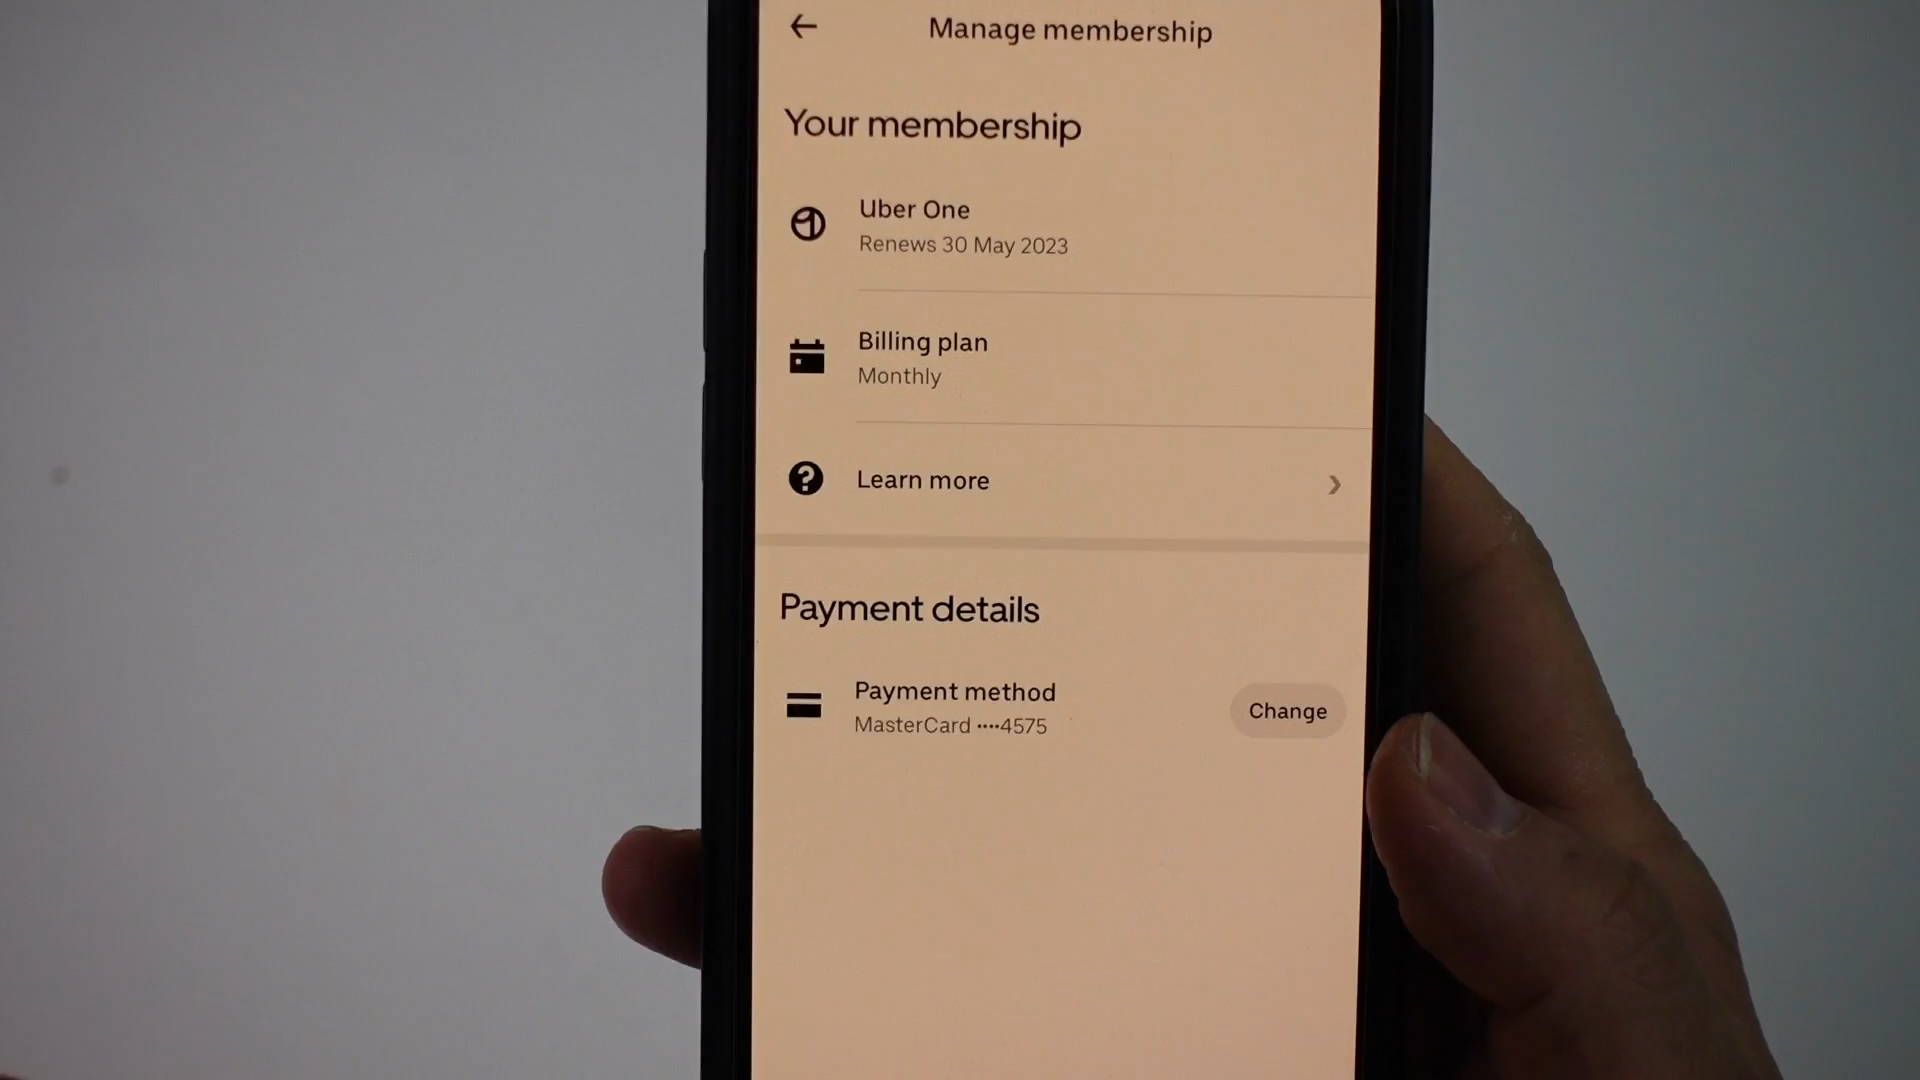 Manage membership
Your membership
Uber One
Renews 30 May 2023
Billing plan
Monthly
Learn more
Payment details
Payment method
MasterCard ••••4575
Change